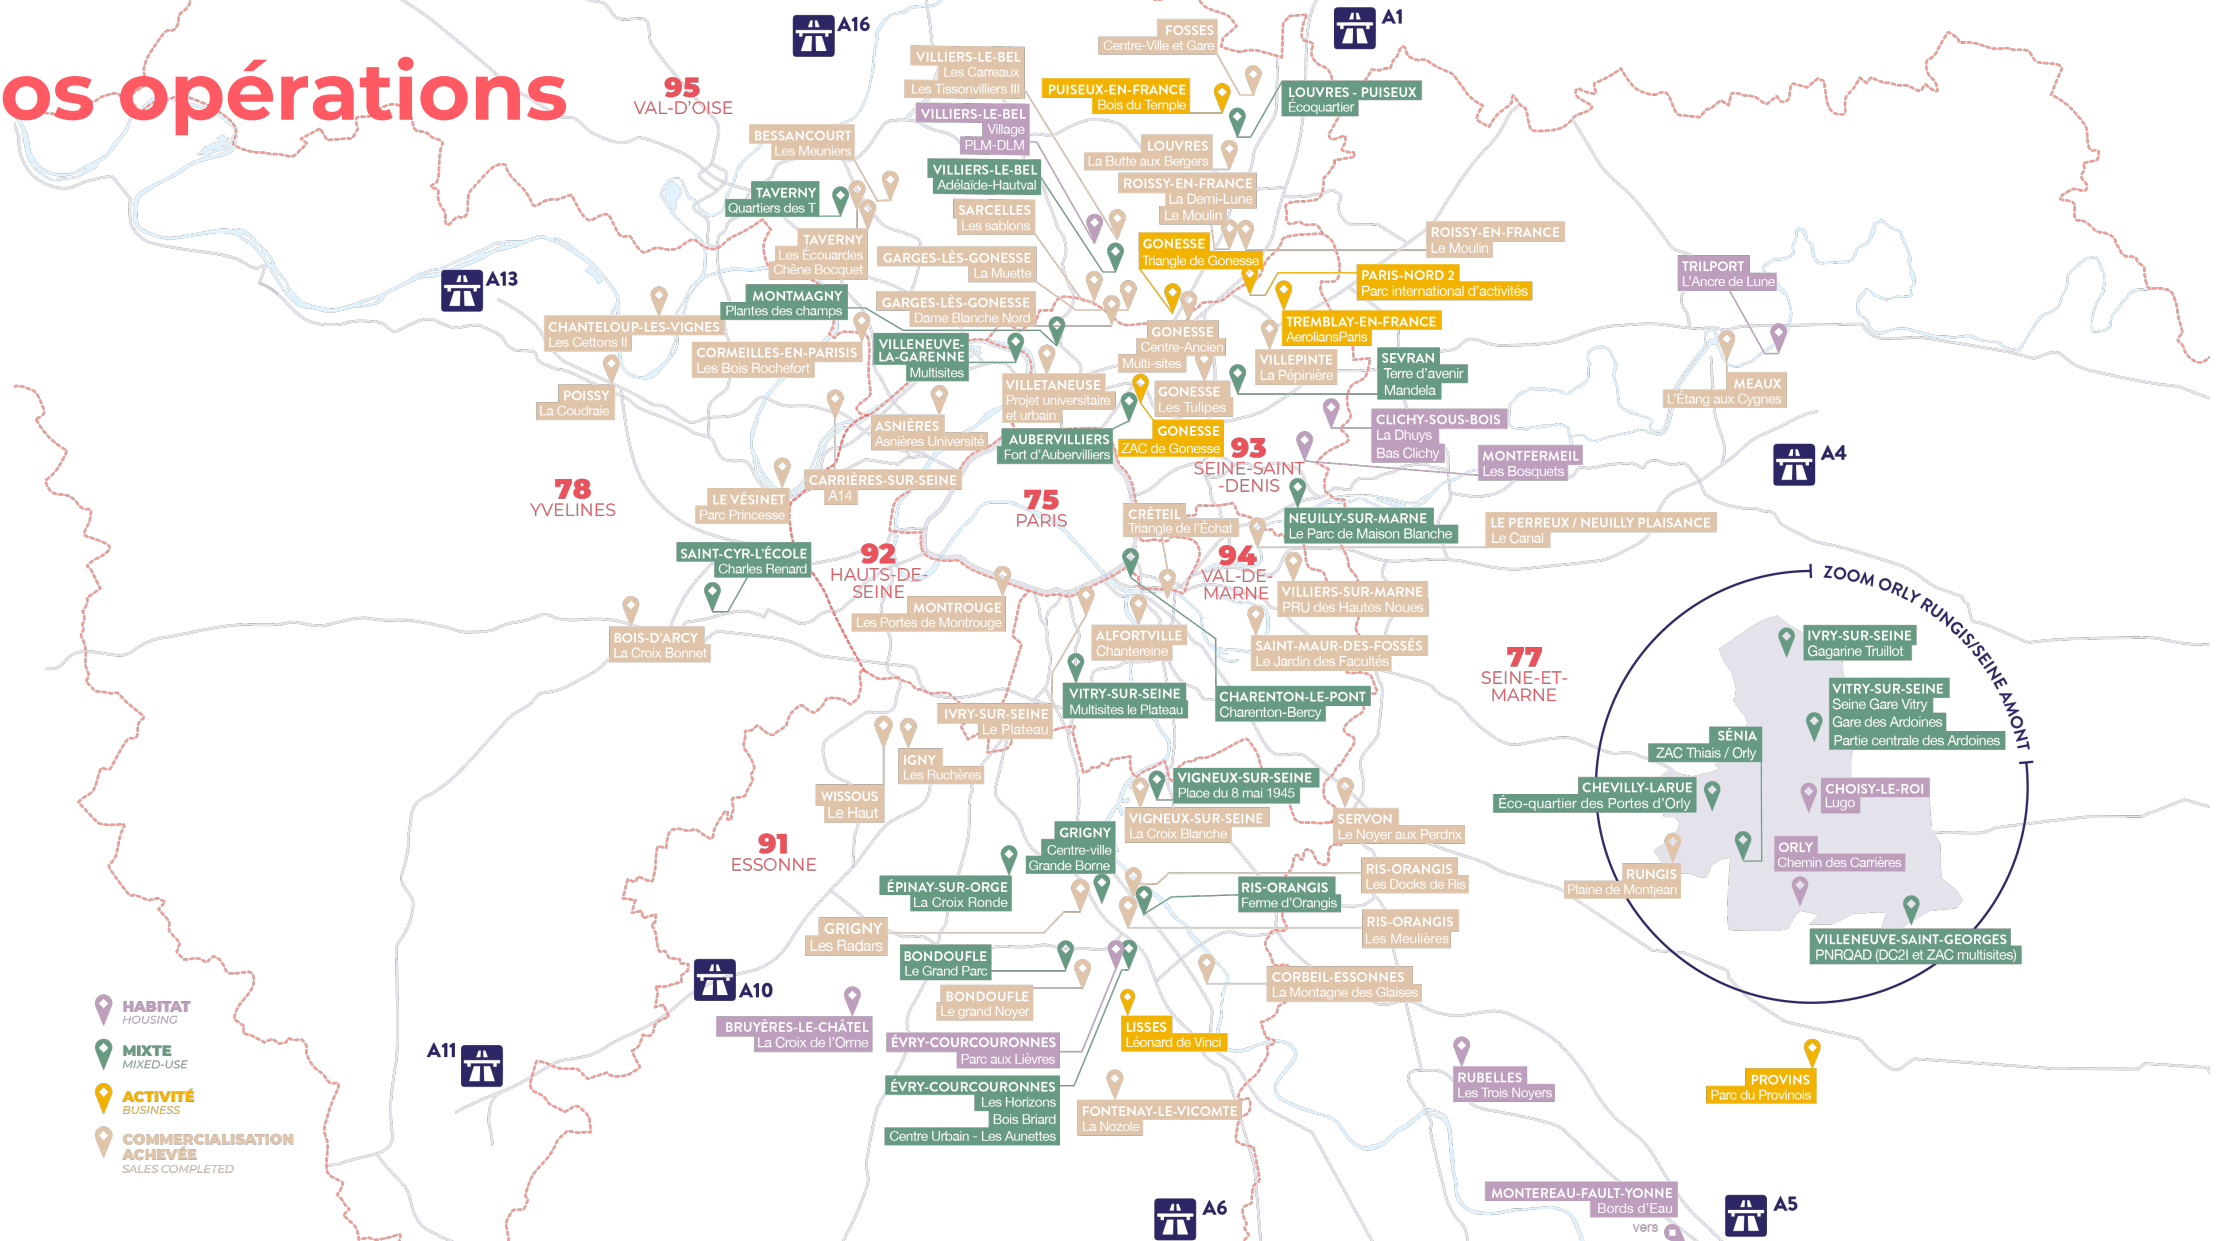 os opérations
A16
A1
FOSSES
Centre-Ville et Gare
VILLIERS-LE-BEL
Les Carreaux
Les Tissonvilliers III
95
VAL-D'OISE
PUISEUX-EN-FRANCE
Bois du Temple
LOUVRES - PUISEUX
Écoquartier
VILLIERS-LE-BEL
Village
PLM-DLM
BESSANCOURT
Les Meuniers
LOUVRES
La Butte aux Bergers
VILLIERS-LE-BEL
Adélaïde-Hautval
ROISSY-EN-FRANCE
La Demi-Lune
Le Moulin
TAVERNY
Quartiers des T
SARCELLES
Les sablons
ROISSY-EN-FRANCE
Le Moulin
TAVERNY
Les Écouardes
Chêne Bocquet
GONESSE
Triangle de Gonesse
GARGES-LÈS-GONESSE
La Muette
TRILPORT
L'Ancre de Lune
PARIS-NORD 2
Parc international d'activités
A13
MONTMAGNY
Plantes des champs
GARGES-LÈS-GONESSE
Dame Blanche Nord
CHANTELOUP-LES-VIGNES
Les Cettons II
TREMBLAY-EN-FRANCE
AeroliansParis
GONESSE
Centre-Ancien
Multi-sites
VILLENEUVE-
LA-GARENNE
Multisites
CORMEILLES-EN-PARISIS
Les Bois Rochefort
VILLEPINTE
La Pépinière
SEVRAN
Terre d'avenir
Mandela
VILLETANEUSE
Projet universitaire
et urbain
GONESSE
Les Tulipes
MEAUX
L'Étang aux Cygnes
POISSY
La Coudraie
ASNIÈRES
Asnières Université
CLICHY-SOUS-BOIS
La Dhuys
Bas Clichy
AUBERVILLIERS
Fort d'Aubervilliers
GONESSE
ZAC de Gonesse
93
SEINE-SAINT
-DENIS
MONTFERMEIL
Les Bosquets
A4
CARRIÈRES-SUR-SEINE
A14
78
YVELINES
LE VÉSINET
Parc Princesse
75
PARIS
CRÉTEIL
Triangle de l'Échat
NEUILLY-SUR-MARNE
Le Parc de Maison Blanche
LE PERREUX / NEUILLY PLAISANCE
Le Canal
SAINT-CYR-L'ÉCOLE
Charles Renard
92
HAUTS-DE-
SEINE
94
VAL-DE-
MARNE
MONTROUGE
Les Portes de Montrouge
VILLIERS-SUR-MARNE
PRU des Hautes Noues
BOIS-D'ARCY
La Croix Bonnet
ALFORTVILLE
Chantereine
SAINT-MAUR-DES-FOSSÉS
Le Jardin des Facultés
77
SEINE-ET-
MARNE
VITRY-SUR-SEINE
Multisites le Plateau
CHARENTON-LE-PONT
Charenton-Bercy
IVRY-SUR-SEINE
Le Plateau
IGNY
Les Ruchères
WISSOUS
Le Haut
VIGNEUX-SUR-SEINE
Place du 8 mai 1945
VIGNEUX-SUR-SEINE
La Croix Blanche
SERVON
Le Noyer aux Perdrix
91
ESSONNE
GRIGNY
Centre-ville
Grande Borne
ÉPINAY-SUR-ORGE
La Croix Ronde
RIS-ORANGIS
Les Docks de Ris
RIS-ORANGIS
Ferme d'Orangis
RIS-ORANGIS
Les Meulières
GRIGNY
Les Radars
BONDOUFLE
Le Grand Parc
BONDOUFLE
Le grand Noyer
CORBEIL-ESSONNES
La Montagne des Glaises
A10
BRUYÈRES-LE-CHÂTEL
La Croix de l'Orme
ÉVRY-COURCOURONNES
Parc aux Lièvres
LISSES
Léonard de Vinci
A11
ÉVRY-COURCOURONNES
Les Horizons
Bois Briard
Centre Urbain - Les Aunettes
FONTENAY-LE-VICOMTE
La Nozole
RUBELLES
Les Trois Noyers
PROVINS
Parc du Provinois
MONTEREAU-FAULT-YONNE
Bords d'Eau
vers
A6
A5
ZOOM ORLY RUNGIS/SEINE AMONT
IVRY-SUR-SEINE
Gagarine Truillot
VITRY-SUR-SEINE
Seine Gare Vitry
Gare des Ardoines
Partie centrale des Ardoines
SÉNIA
ZAC Thiais / Orly
CHEVILLY-LARUE
Éco-quartier des Portes d'Orly
CHOISY-LE-ROI
Lugo
ORLY
Chemin des Carrières
RUNGIS
Plaine de Montjean
VILLENEUVE-SAINT-GEORGES
PNRQAD (DC2I et ZAC multisites)
HABITAT
HOUSING
MIXTE
MIXED-USE
ACTIVITÉ
BUSINESS
COMMERCIALISATION
ACHEVÉE
SALES COMPLETED